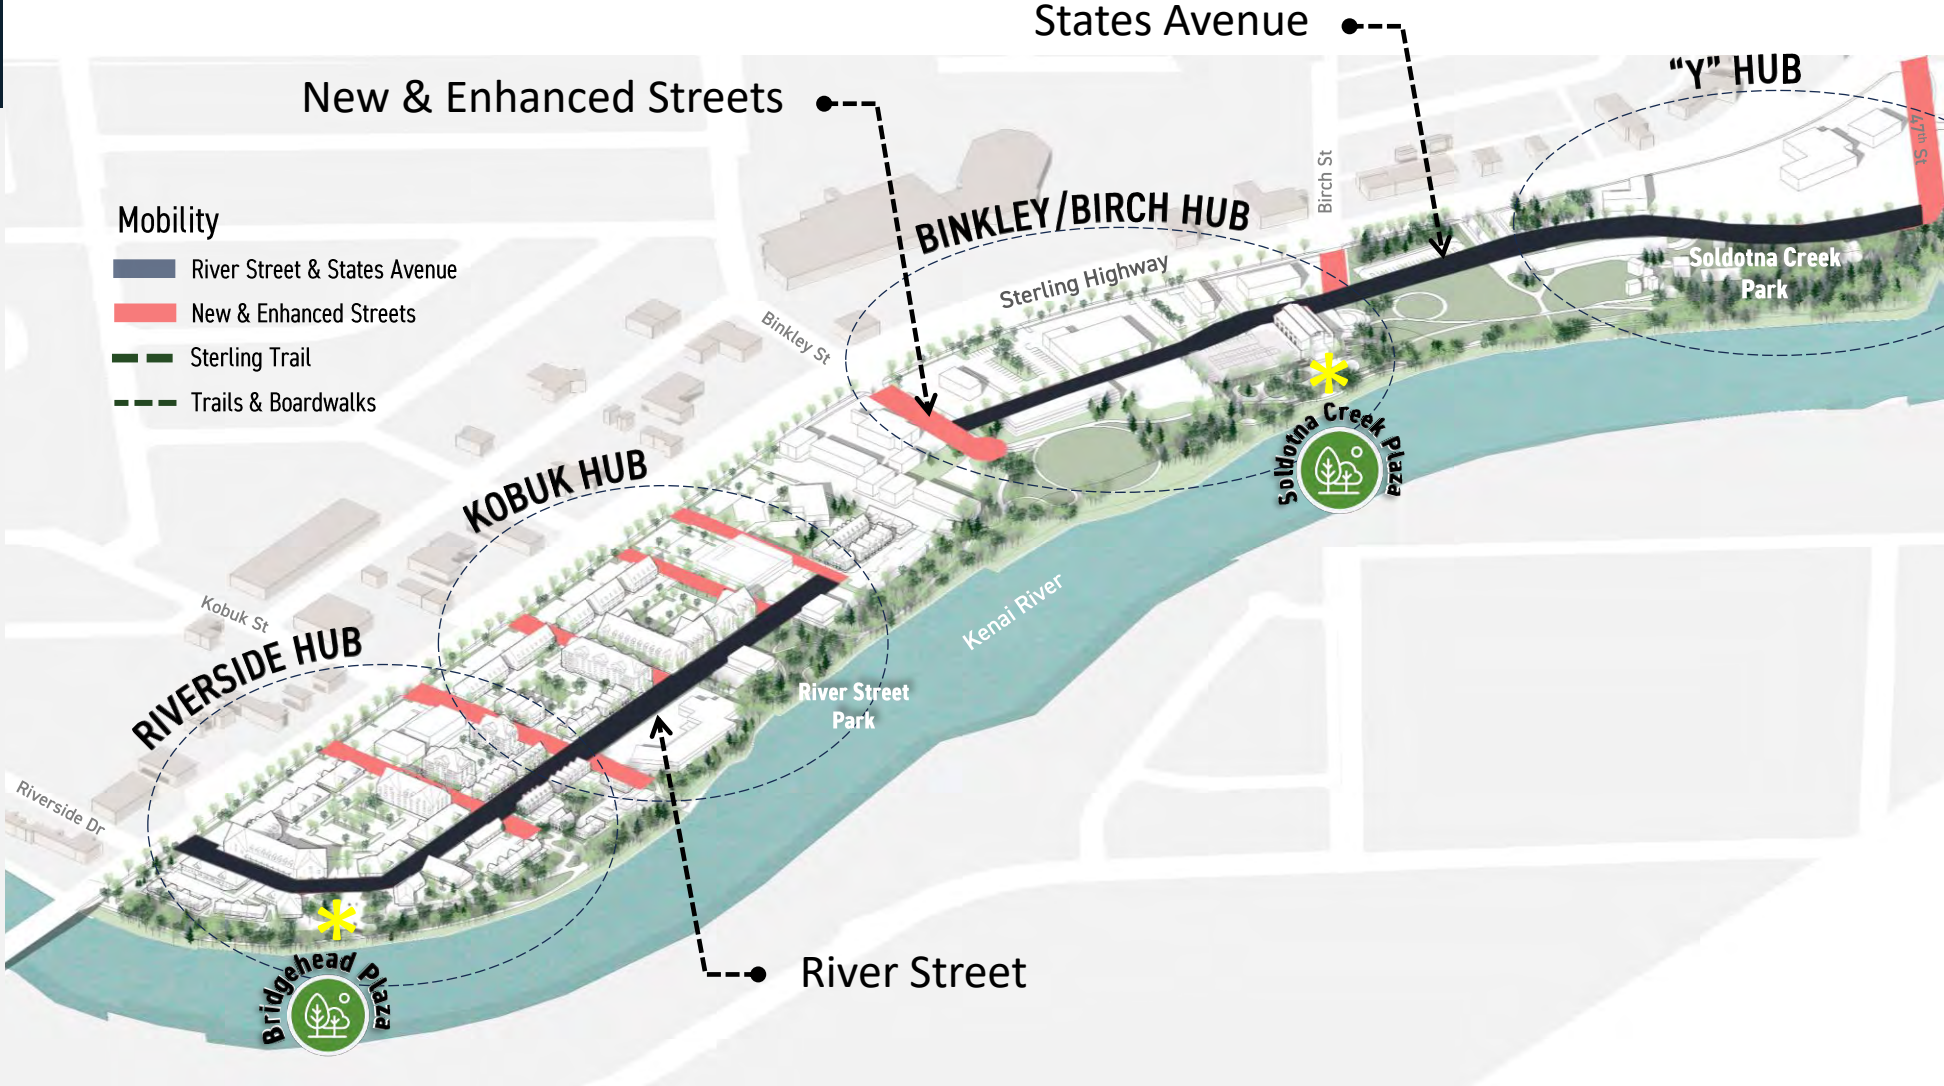 States Avenue
New & Enhanced Streets
“Y” HUB
47th St
Birch St
BINKLEY/BIRCH HUB
Mobility
River Street & States Avenue
New & Enhanced Streets
Sterling Trail
Trails & Boardwalks
Sterling Highway
Soldotna Creek
Park
Binkley St
Soldotna Creek Plaza
KOBUK HUB
Kobuk St
Kenai River
RIVERSIDE HUB
River Street
Park
Riverside Dr
Bridgehead Plaza
River Street